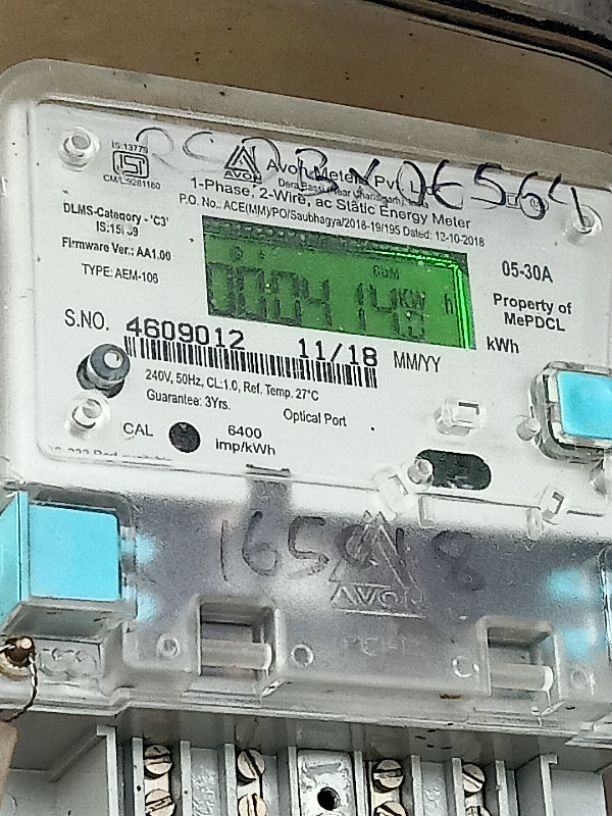 IS:13779
CM/L 9281160
AVON
Avon Meters Pvt. Ltd.
1-Phase, 2-Wire, ac Static Energy Meter
P.O. No.: ACE(MM)/PO/Saubhagya/2018-19/195 Dated: 12-10-2018
DLMS-Category - 'C3'
Firmware Ver.: AA1.00
TYPE: AEM-106
CUM
KW h
05-30A
Property of
MePDCL
kWh
S.NO. 4609012 11/18 MM/YY
240V, 50Hz, CL:1.0, Ref. Temp. 27°C
Guarantee: 3Yrs.
Optical Port
CAL
6400
imp/kWh
AVON